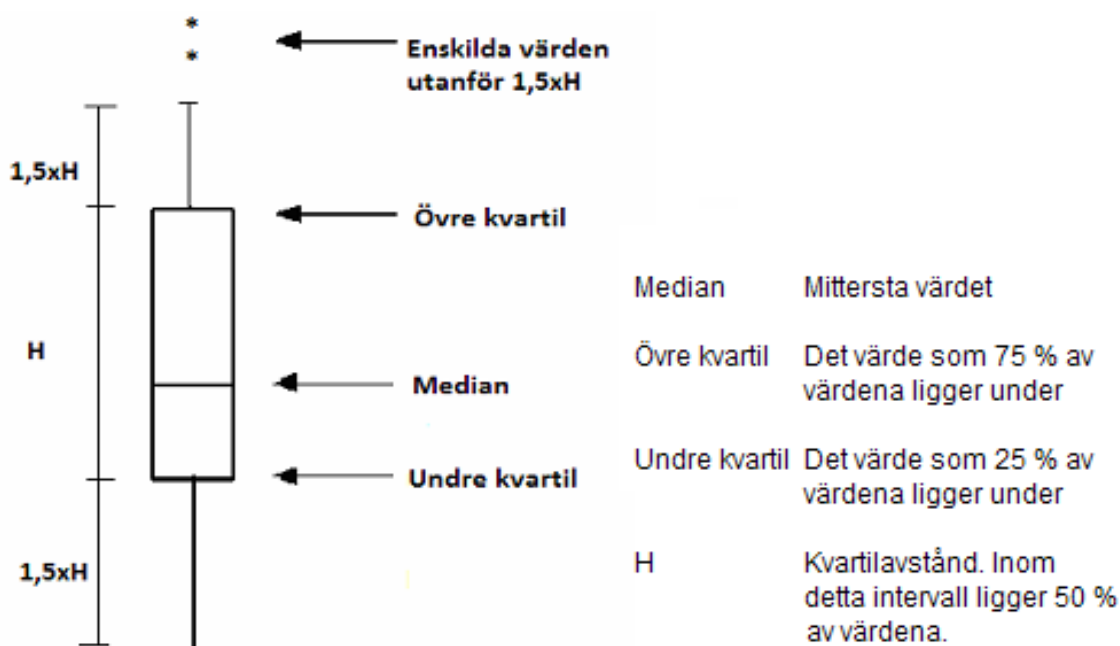 *
*
Enskilda värden
utanför 1,5xH
1,5xH
Övre kvartil
H
Median
Undre kvartil
1,5xH
Median Mittersta värdet
Övre kvartil Det värde som 75 % av
värdena ligger under
Undre kvartil Det värde som 25 % av
värdena ligger under
H Kvartilavstånd. Inom
detta intervall ligger 50 %
av värdena.